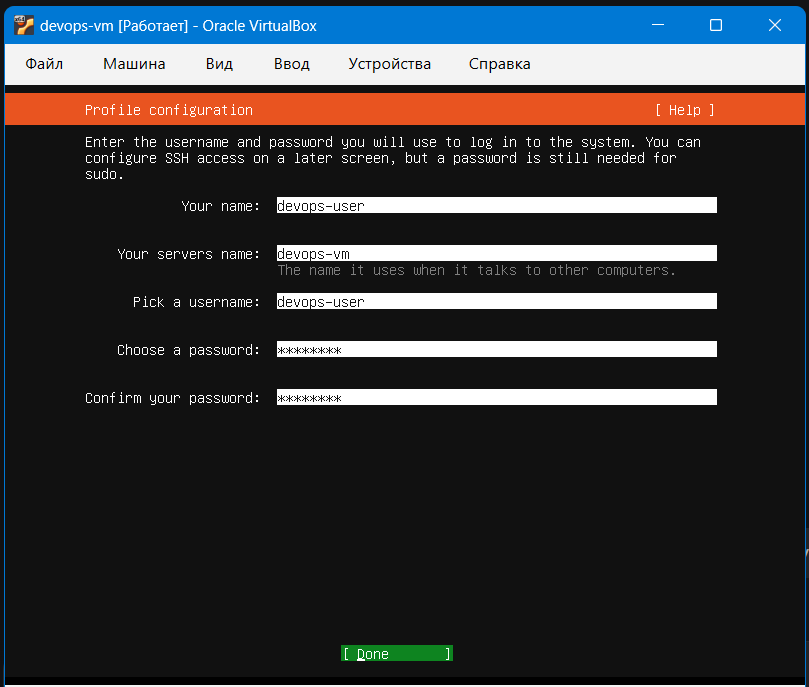 devops-vm [Работает] - Oracle VirtualBox
Файл Машина Вид Ввод Устройства Справка
Profile configuration [ Help ]
Enter the username and password you will use to log in to the system. You can
configure SSH access on a later screen, but a password is still needed for
sudo.
Your name: devops-user
Your servers name: devops-vm
The name it uses when it talks to other computers.
Pick a username: devops-user
Choose a password: ********
Confirm your password: ********
[ Done ]